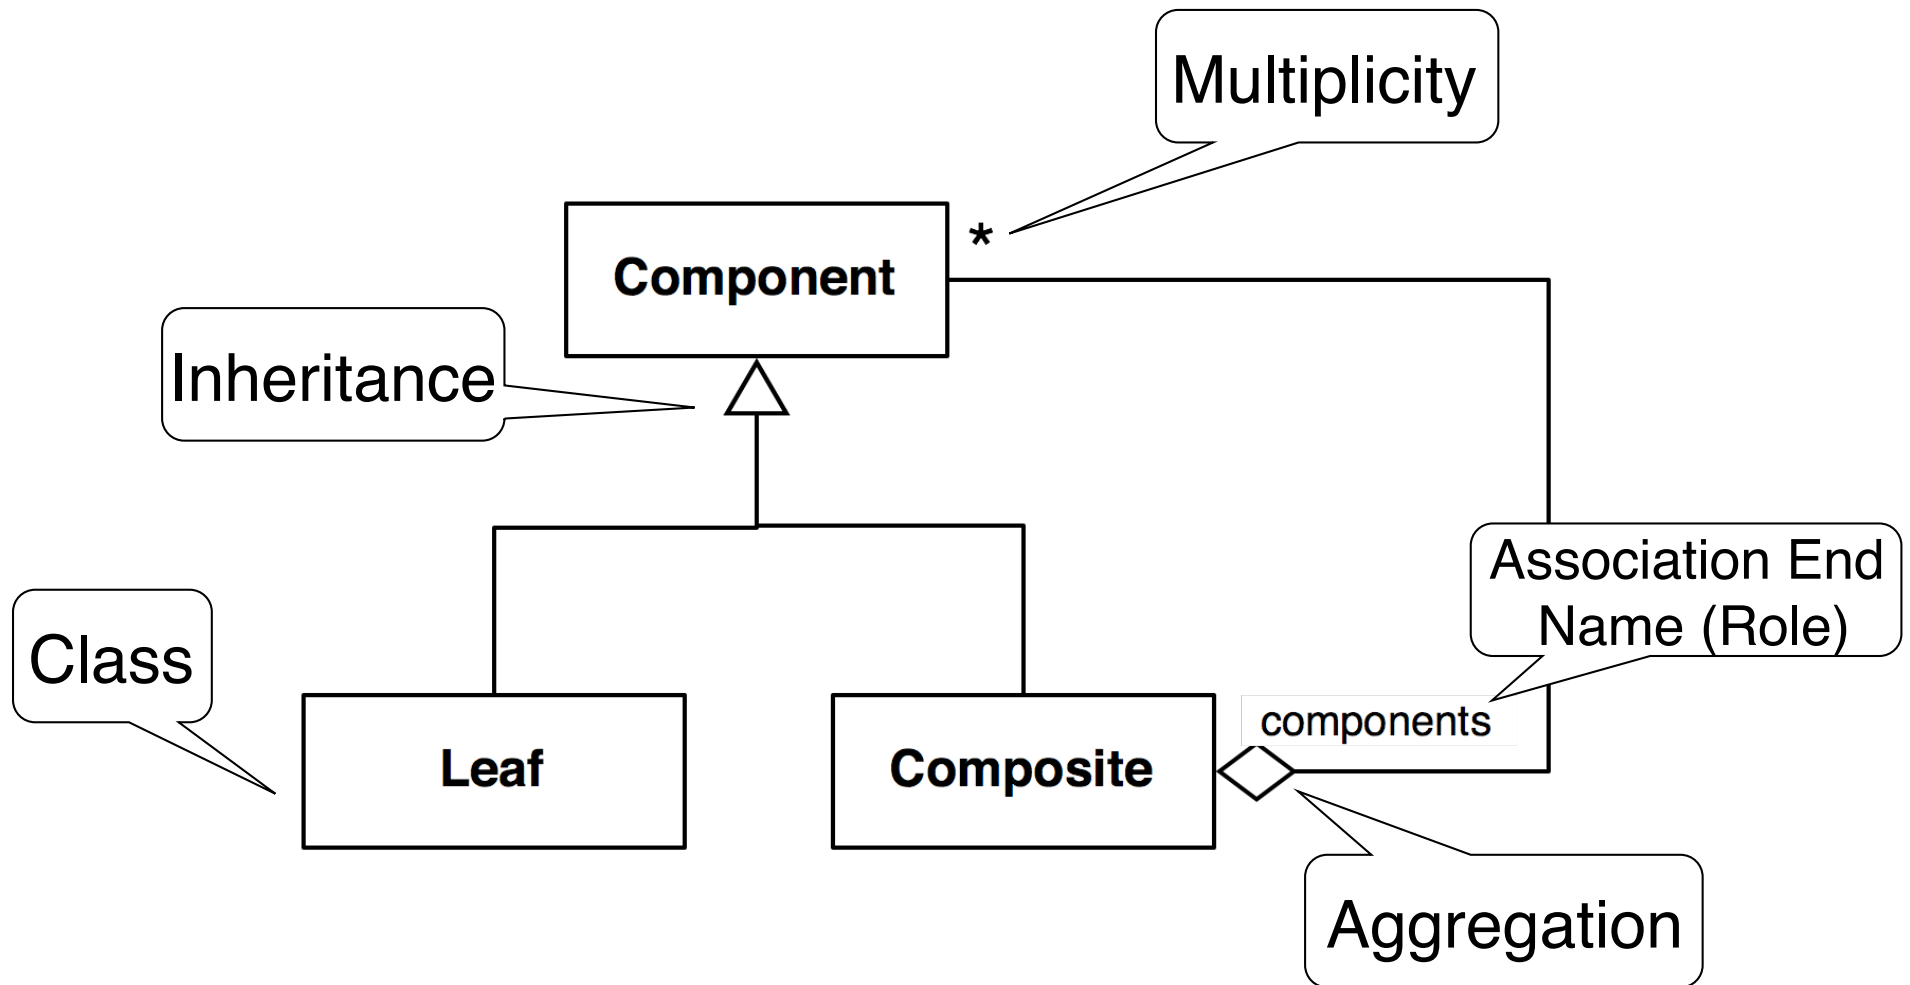 Multiplicity
*
Component
Inheritance
Association End
Name (Role)
Class
components
Leaf
Composite
Aggregation